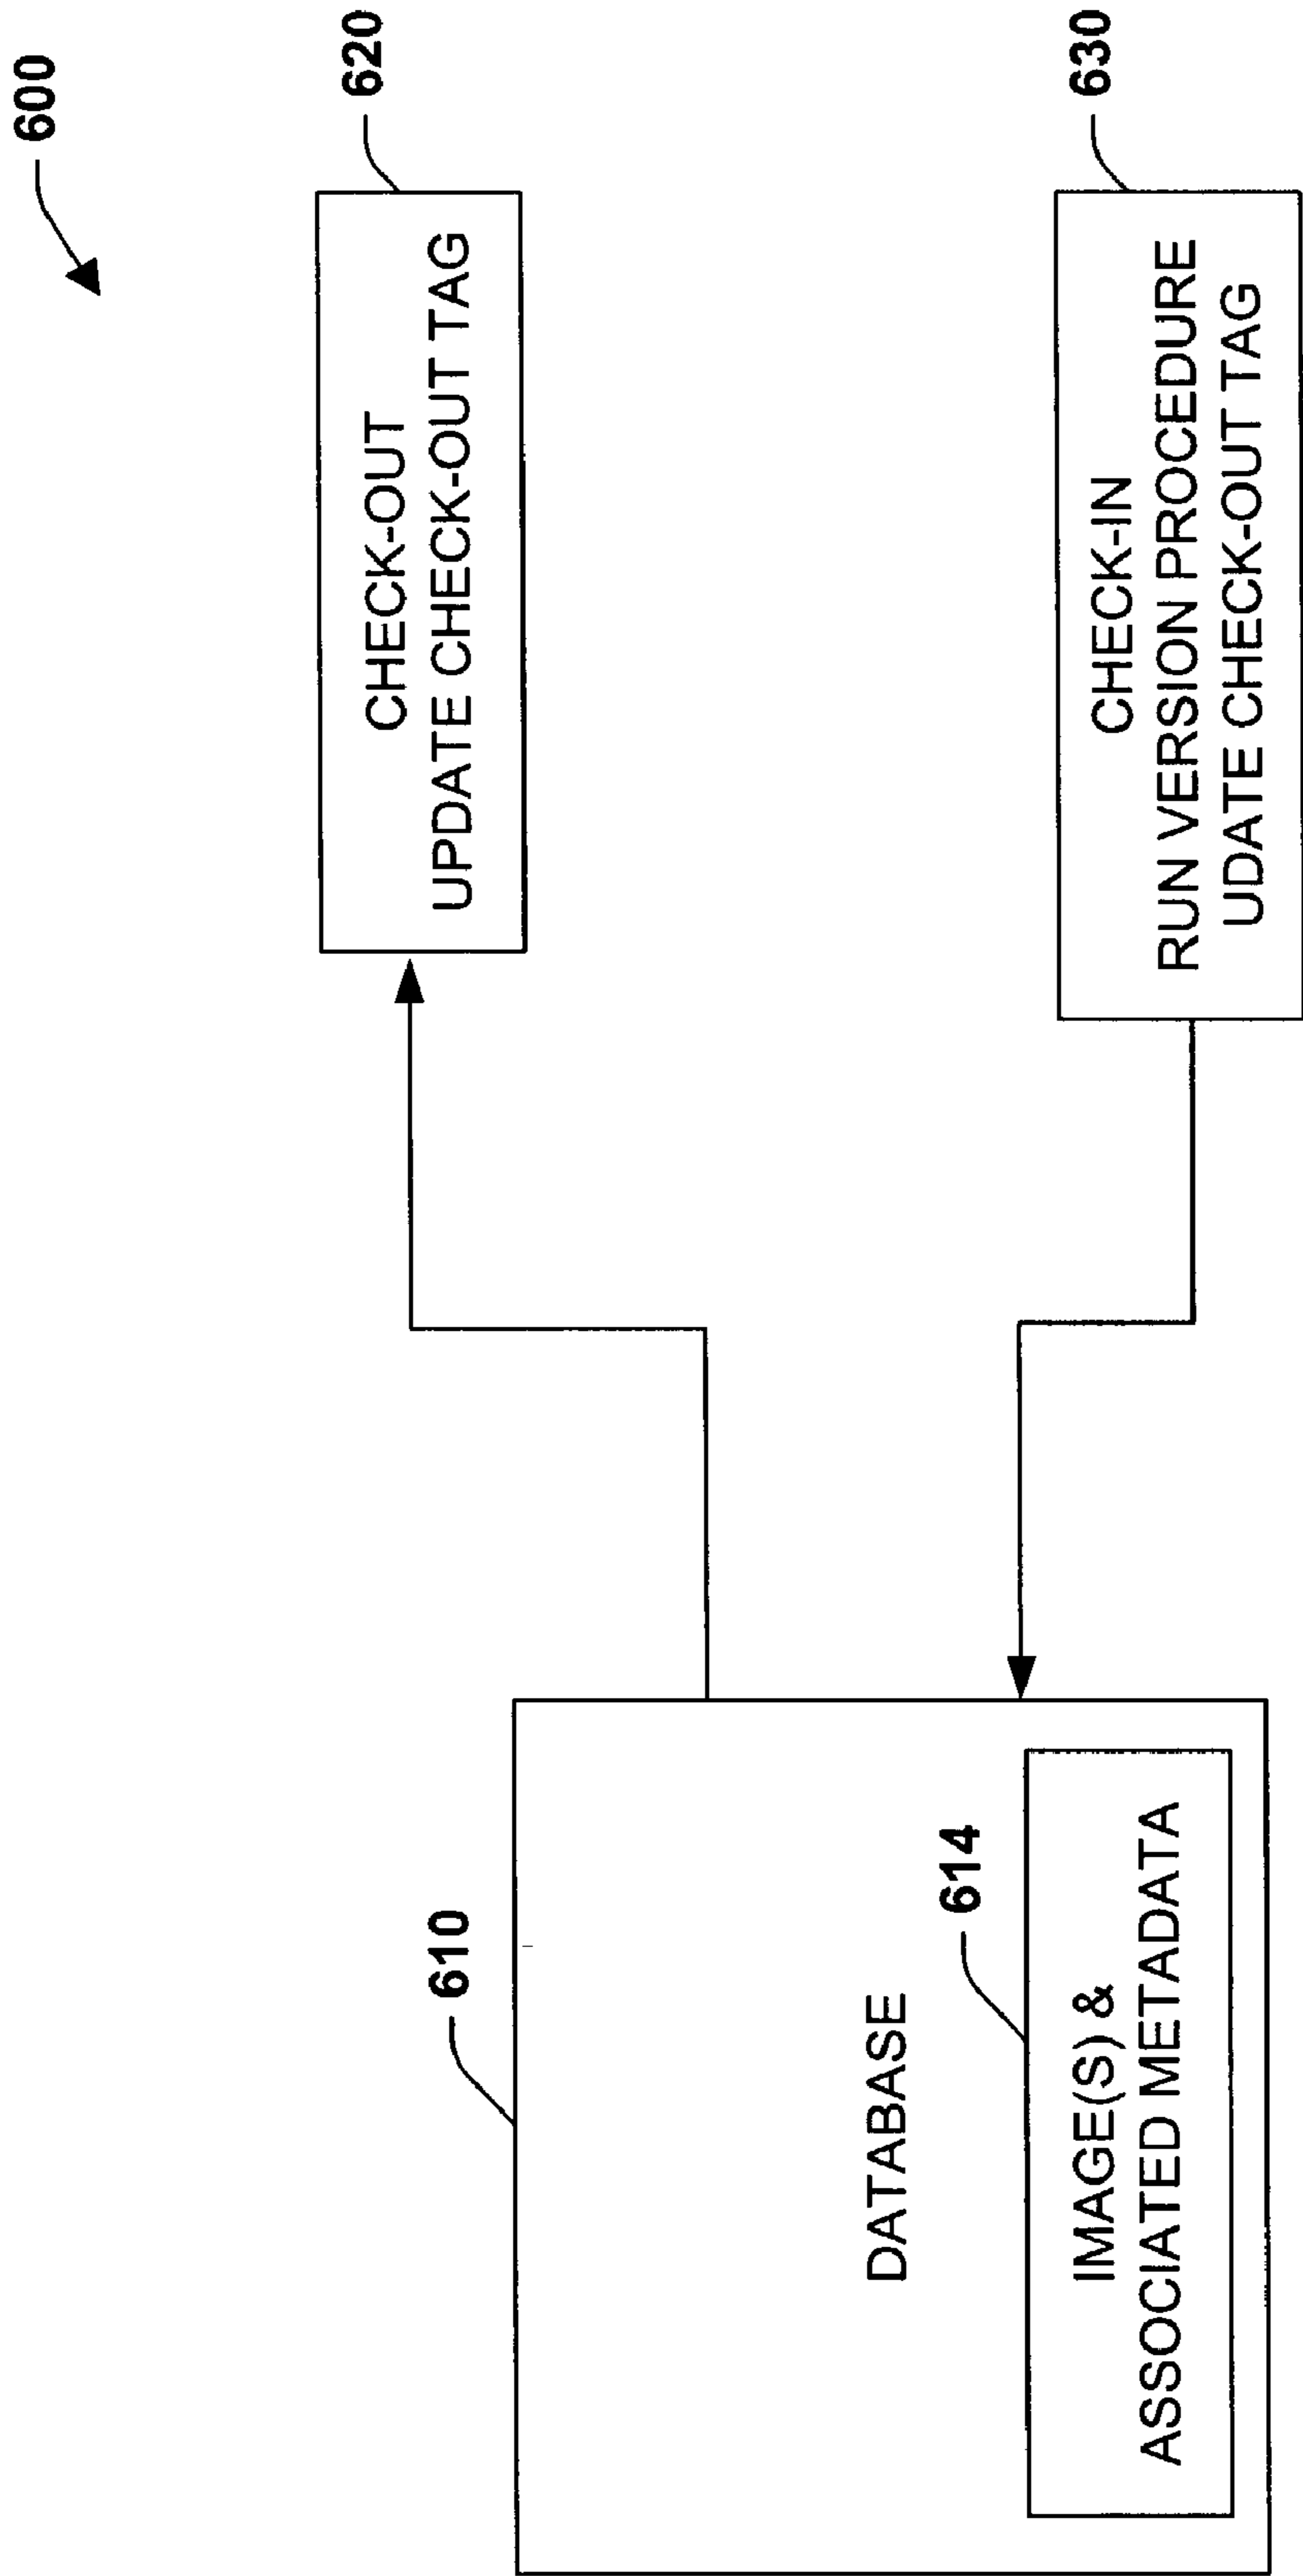 600
620
CHECK-OUT
UPDATE CHECK-OUT TAG
610
DATABASE
614
IMAGE(S) &
ASSOCIATED METADATA
630
CHECK-IN
RUN VERSION PROCEDURE
UDATE CHECK-OUT TAG